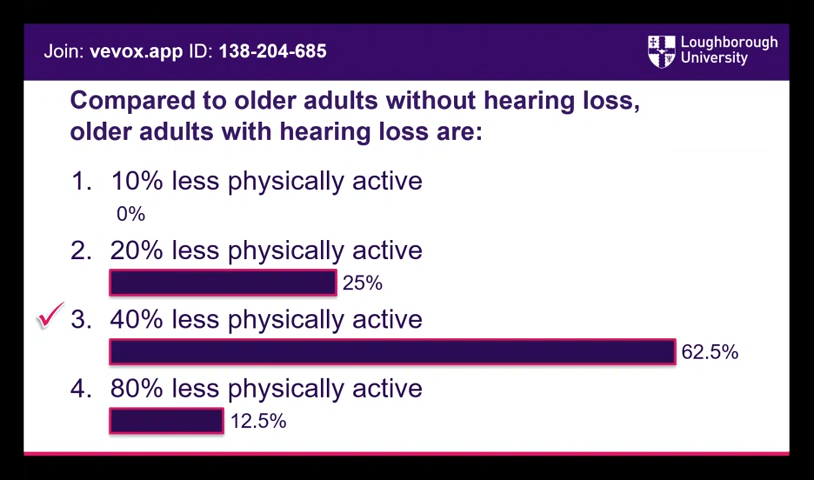 Join: vevox.app ID: 138-204-685
Loughborough
University
Compared to older adults without hearing loss,
older adults with hearing loss are:
1. 10% less physically active
0%
2. 20% less physically active
25%
3. 40% less physically active
62.5%
4. 80% less physically active
12.5%